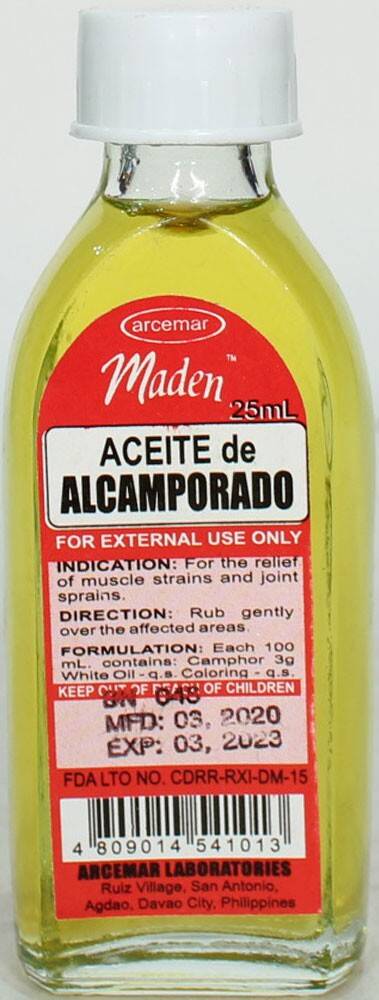 arcemar
Maden™
25mL
ACEITE de
ALCAMPORADO
FOR EXTERNAL USE ONLY
INDICATION: For the relief
of muscle strains and joint
sprains.
DIRECTION: Rub gently
over the affected areas.
FORMULATION: Each 100
mL. contains: Camphor 3g
White Oil - q.s. Coloring - q.s.
KEEP OUT OF REACH OF CHILDREN
BN 048
MFD: 03, 2020
EXP: 03, 2023
FDA LTO NO. CDRR-RXI-DM-15
4 809014 541013
ARCEMAR LABORATORIES
Ruiz Village, San Antonio,
Agdao, Davao City, Philippines